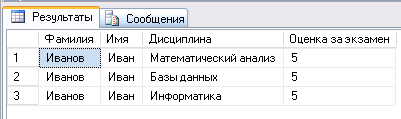 Результаты Сообщения
Фамилия Имя Дисциплина Оценка за экзамен
1 Иванов Иван Математический анализ 5
2 Иванов Иван Базы данных 5
3 Иванов Иван Информатика 5